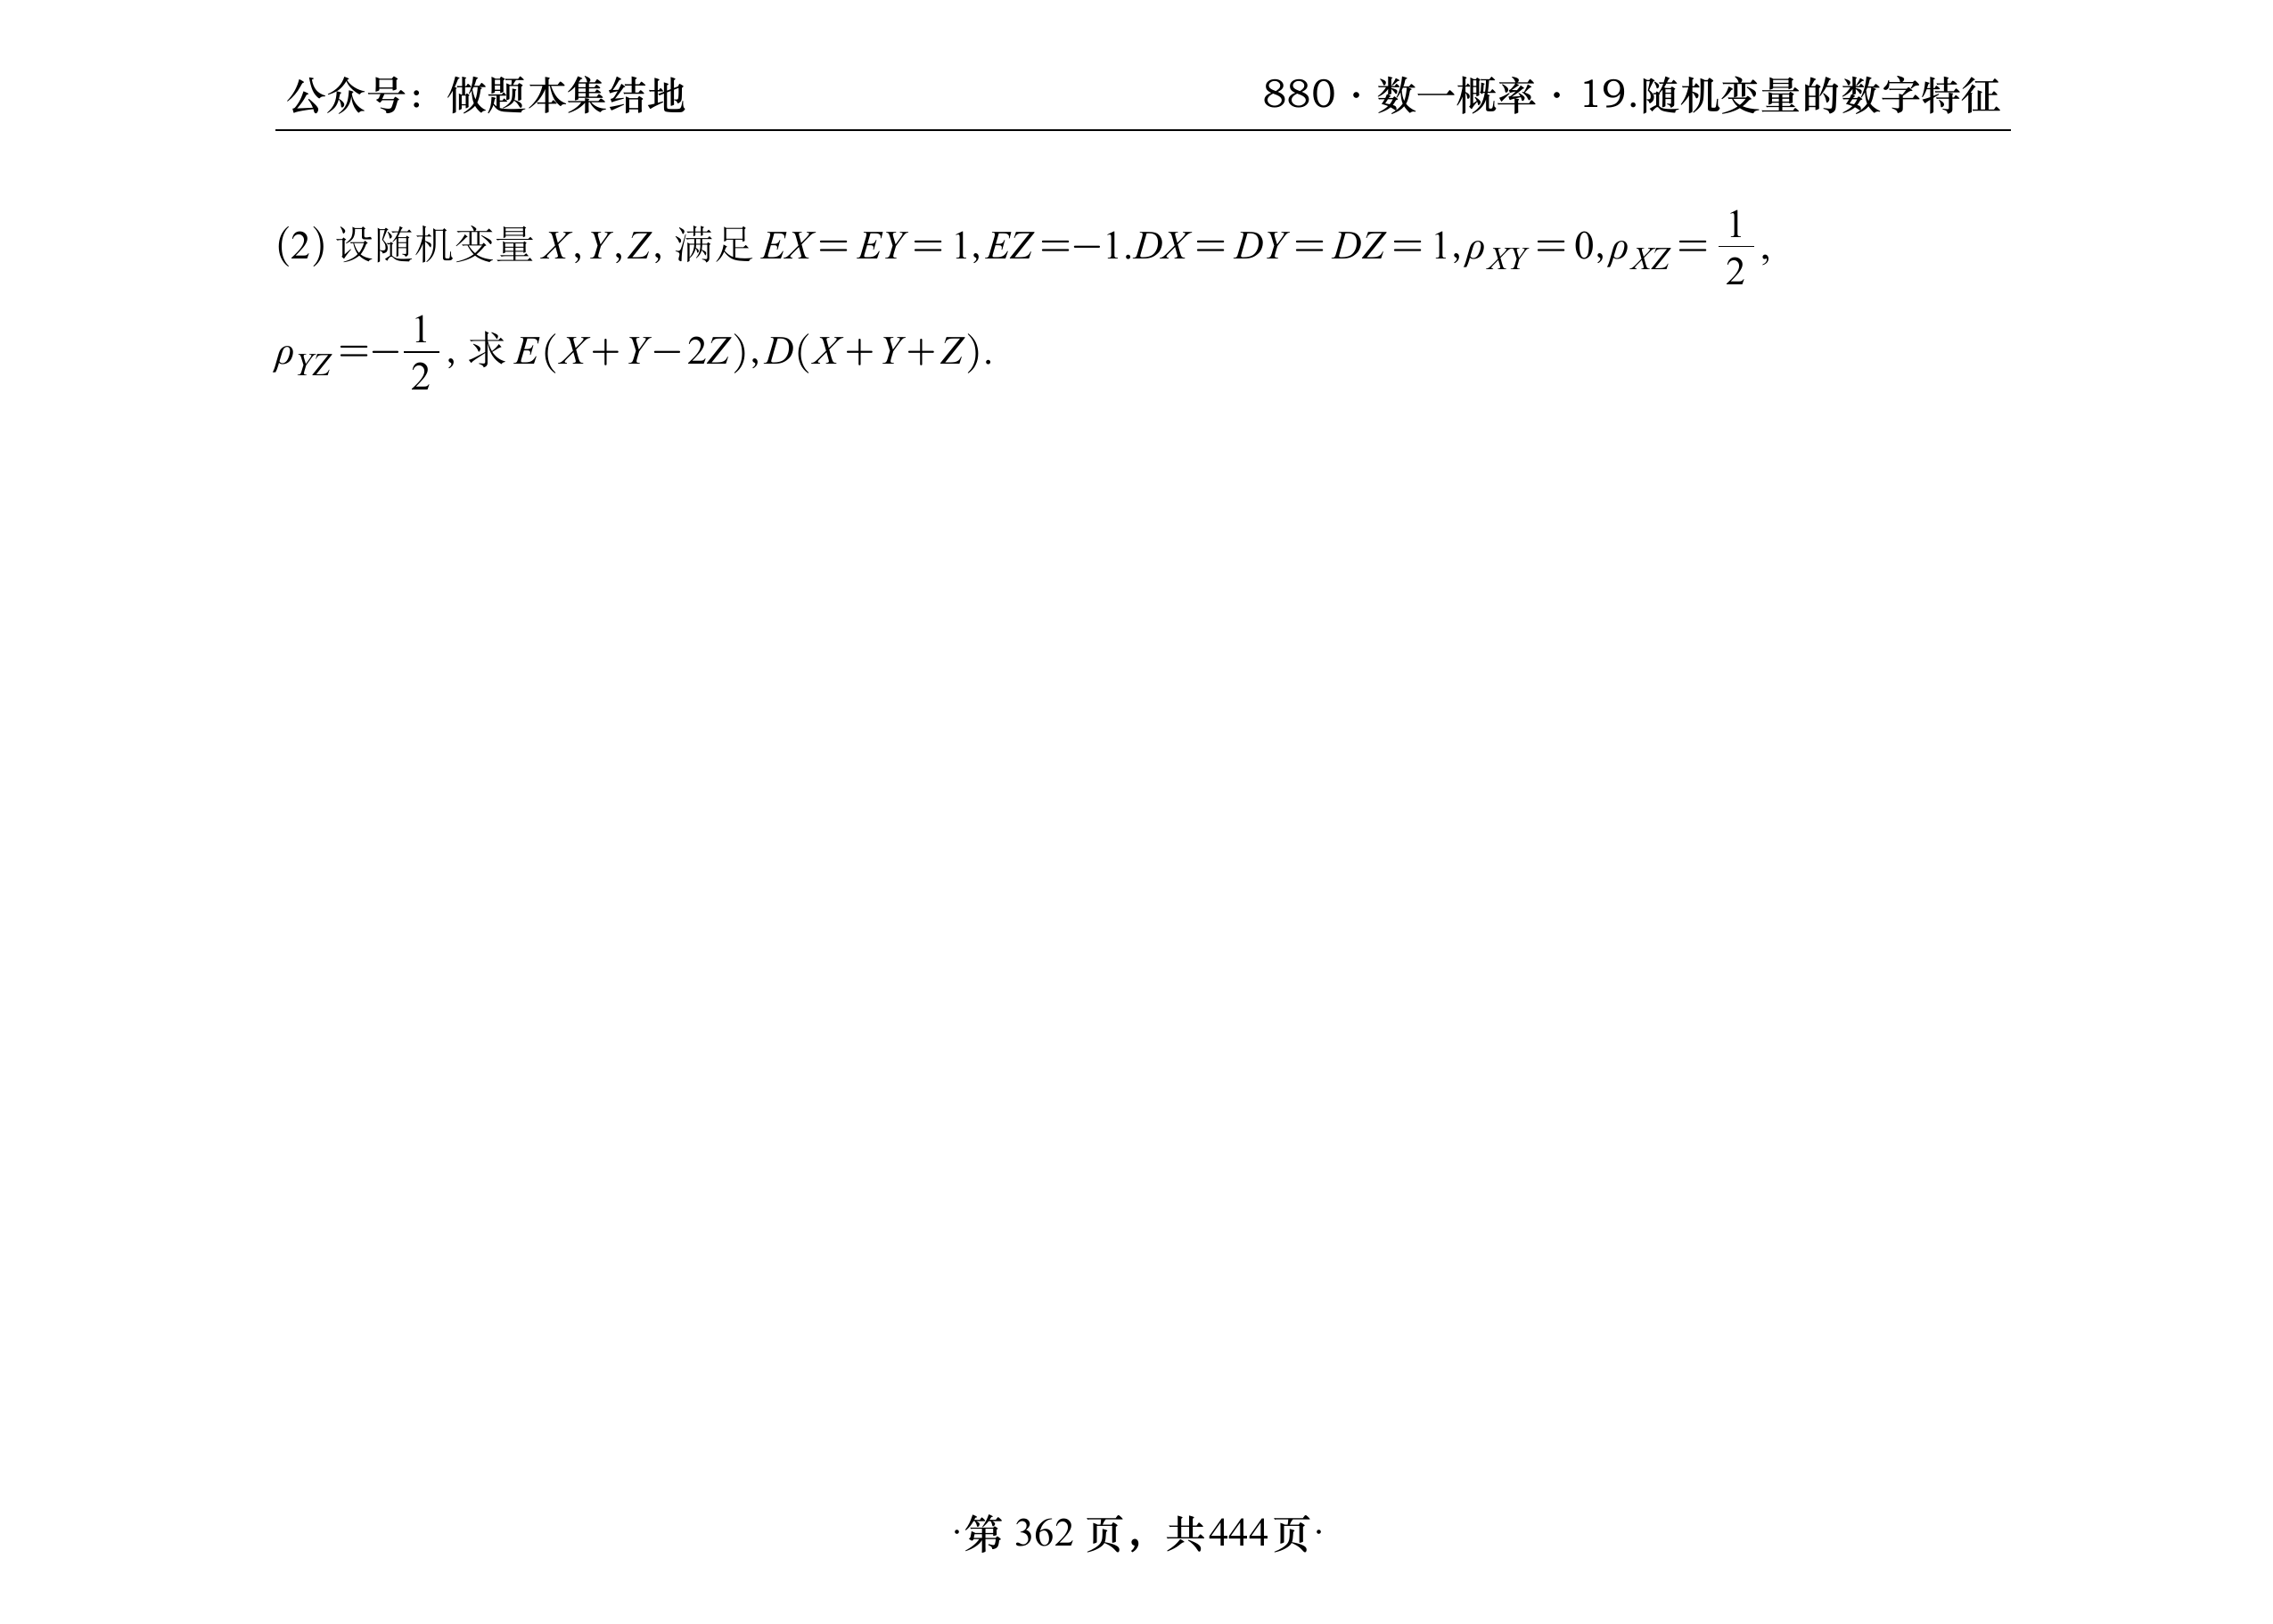 公众号：做题本集结地
880 · 数一概率 · 19.随机变量的数字特征
(2) 设随机变量 X,Y,Z, 满足 EX=EY=1,EZ=−1.DX=DY=DZ=1,ρ_{XY}=0,ρ_{XZ}=\frac{1}{2},
ρ_{YZ}=−\frac{1}{2}, 求 E(X+Y−2Z),D(X+Y+Z).
·第 362 页，共444页·